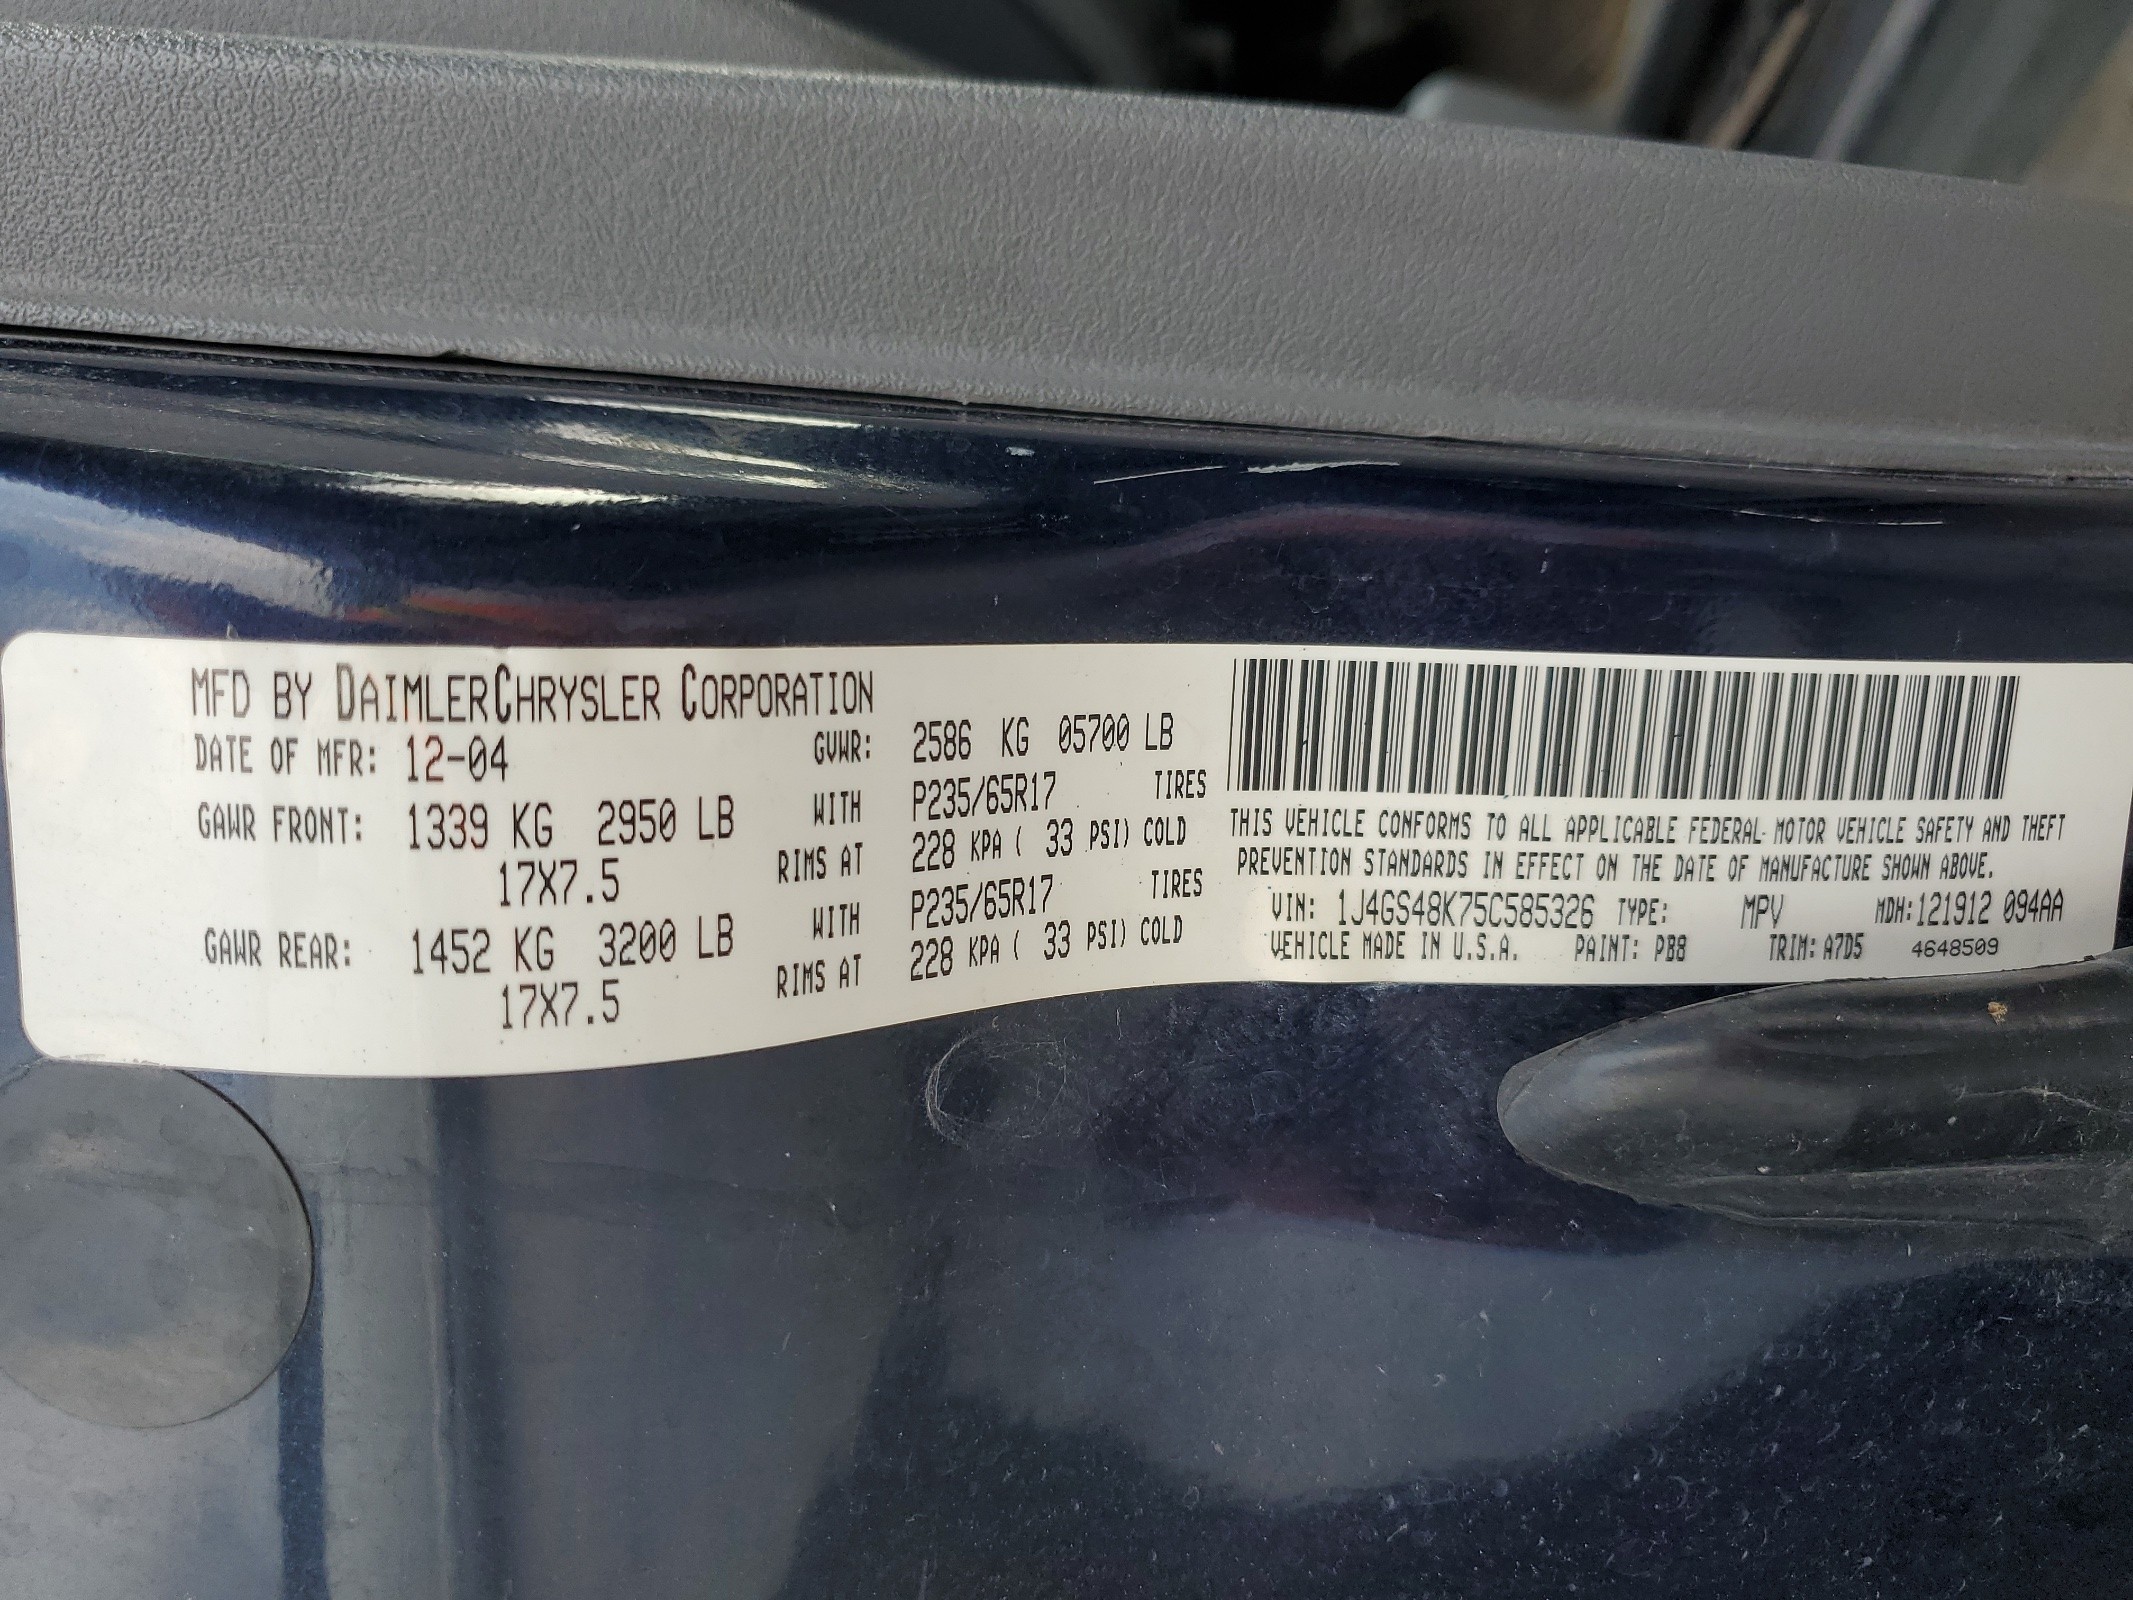 MFD BY DAIMLERCHRYSLER CORPORATION
DATE OF MFR: 12-04 GVWR: 2586 KG 05700 LB
GAWR FRONT: 1339 KG 2950 LB WITH P235/65R17 TIRES
17X7.5 RIMS AT 228 KPA ( 33 PSI) COLD
GAWR REAR: 1452 KG 3200 LB WITH P235/65R17 TIRES
17X7.5 RIMS AT 228 KPA ( 33 PSI) COLD
THIS VEHICLE CONFORMS TO ALL APPLICABLE FEDERAL MOTOR VEHICLE SAFETY AND THEFT
PREVENTION STANDARDS IN EFFECT ON THE DATE OF MANUFACTURE SHOWN ABOVE.
VIN: 1J4GS48K75C585326 TYPE: MPV MDH:121912 094AA
VEHICLE MADE IN U.S.A. PAINT: PB8 TRIM: A7D5 4648509